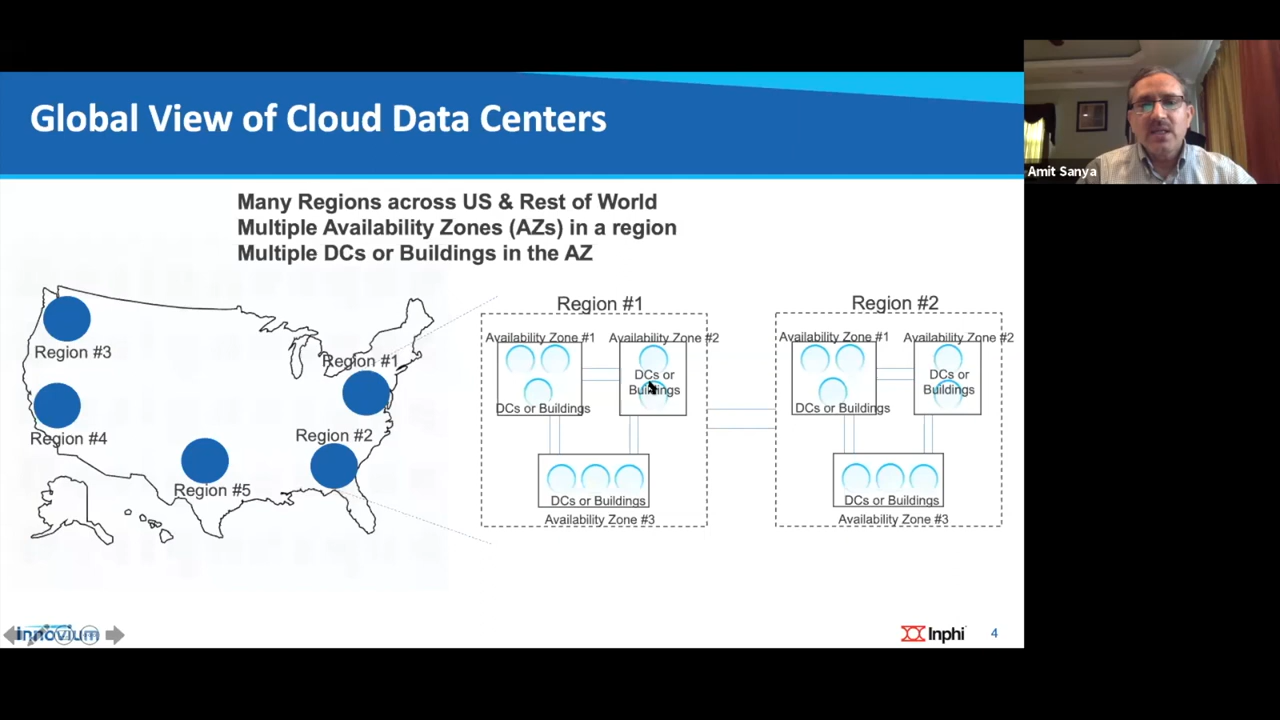 Global View of Cloud Data Centers
Amit Sanya
Many Regions across US & Rest of World
Multiple Availability Zones (AZs) in a region
Multiple DCs or Buildings in the AZ
Region #3
Region #1
Region #4
Region #2
Region #5
Region #1
Availability Zone #1
Availability Zone #2
DCs or
Buildings
DCs or Buildings
DCs or Buildings
Availability Zone #3
Region #2
Availability Zone #1
Availability Zone #2
DCs or
Buildings
DCs or Buildings
DCs or Buildings
Availability Zone #3
innovium
Inphi
4